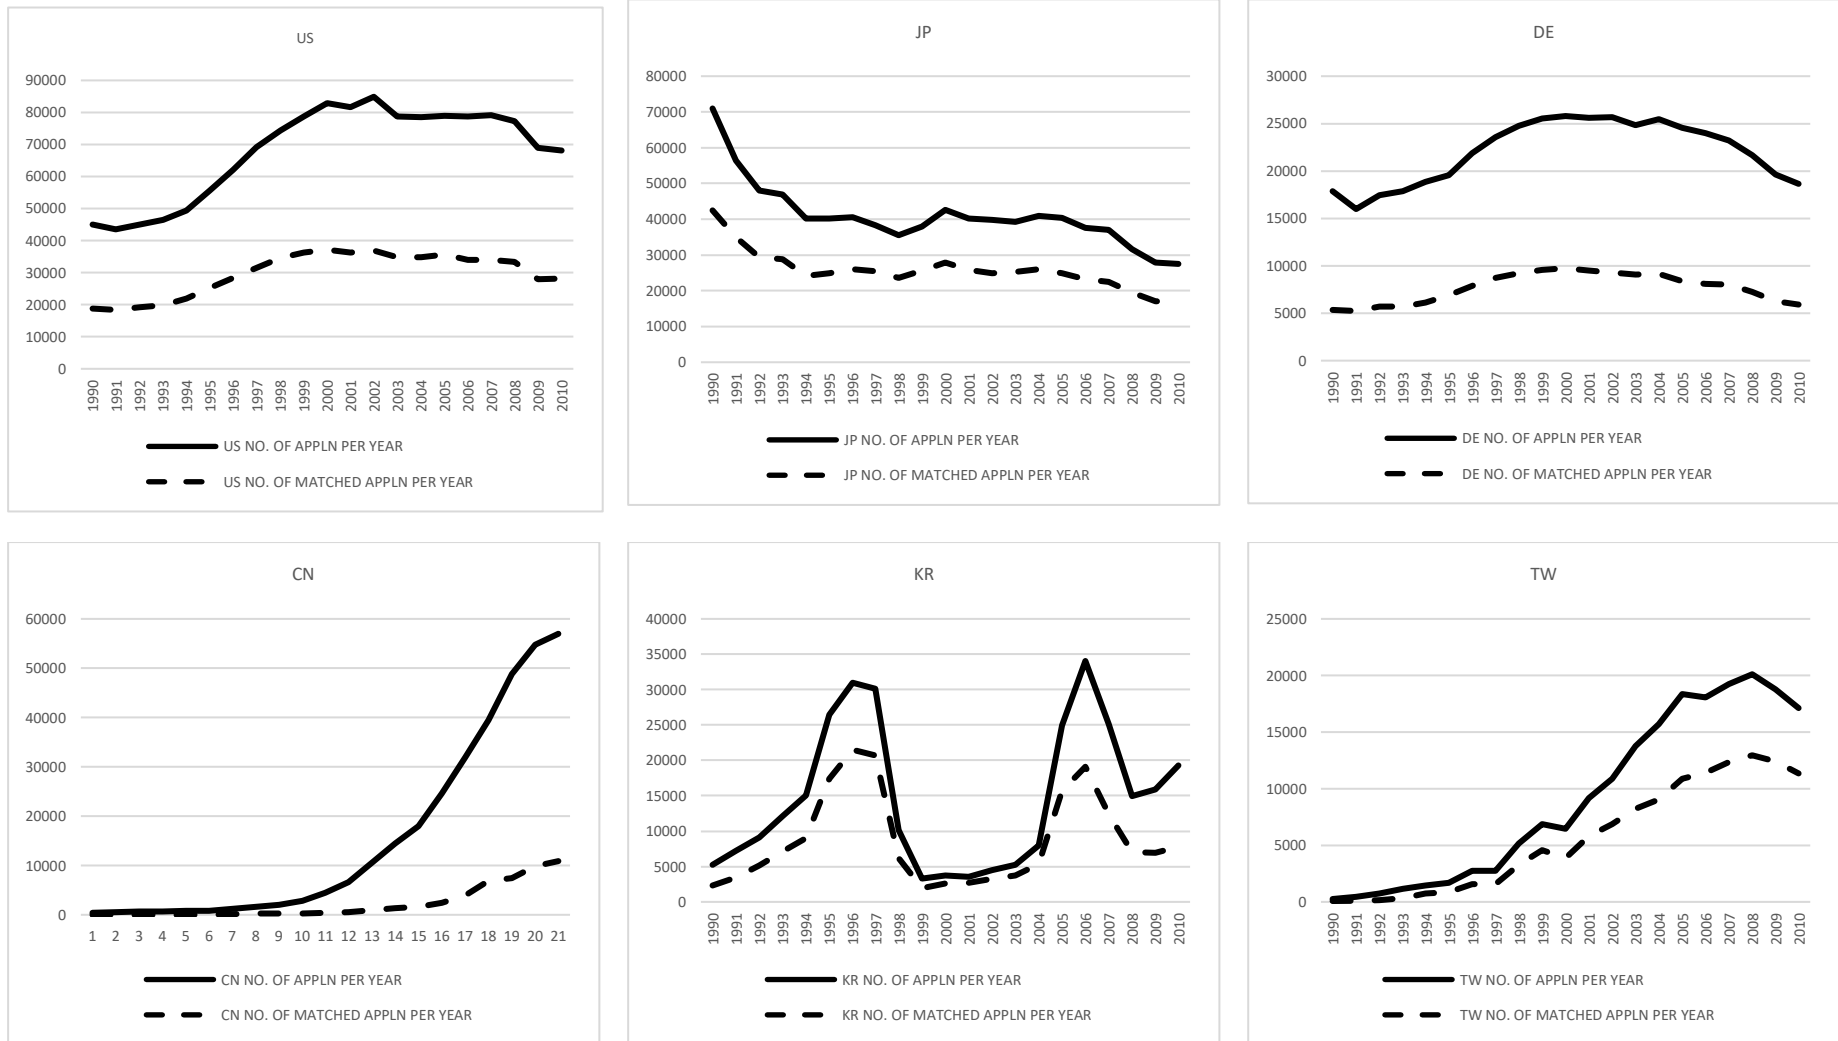 US
90000
80000
70000
60000
50000
40000
30000
20000
10000
0
1990 1991 1992 1993 1994 1995 1996 1997 1998 1999 2000 2001 2002 2003 2004 2005 2006 2007 2008 2009 2010
US NO. OF APPLN PER YEAR
US NO. OF MATCHED APPLN PER YEAR
JP
80000
70000
60000
50000
40000
30000
20000
10000
0
1990 1991 1992 1993 1994 1995 1996 1997 1998 1999 2000 2001 2002 2003 2004 2005 2006 2007 2008 2009 2010
JP NO. OF APPLN PER YEAR
JP NO. OF MATCHED APPLN PER YEAR
DE
30000
25000
20000
15000
10000
5000
0
1990 1991 1992 1993 1994 1995 1996 1997 1998 1999 2000 2001 2002 2003 2004 2005 2006 2007 2008 2009 2010
DE NO. OF APPLN PER YEAR
DE NO. OF MATCHED APPLN PER YEAR
CN
60000
50000
40000
30000
20000
10000
0
1 2 3 4 5 6 7 8 9 10 11 12 13 14 15 16 17 18 19 20 21
CN NO. OF APPLN PER YEAR
CN NO. OF MATCHED APPLN PER YEAR
KR
40000
35000
30000
25000
20000
15000
10000
5000
0
1990 1991 1992 1993 1994 1995 1996 1997 1998 1999 2000 2001 2002 2003 2004 2005 2006 2007 2008 2009 2010
KR NO. OF APPLN PER YEAR
KR NO. OF MATCHED APPLN PER YEAR
TW
25000
20000
15000
10000
5000
0
1990 1991 1992 1993 1994 1995 1996 1997 1998 1999 2000 2001 2002 2003 2004 2005 2006 2007 2008 2009 2010
TW NO. OF APPLN PER YEAR
TW NO. OF MATCHED APPLN PER YEAR